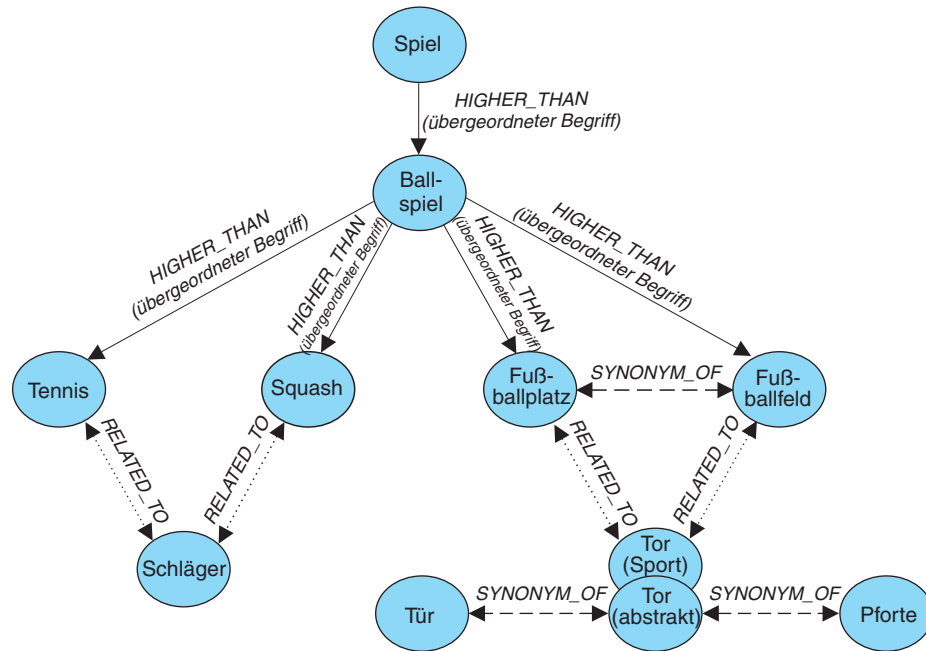 Spiel
HIGHER_THAN
(übergeordneter Begriff)
Ball-
spiel
HIGHER_THAN
(übergeordneter Begriff)
HIGHER_THAN
(übergeordneter Begriff)
HIGHER_THAN
(übergeordneter Begriff)
HIGHER_THAN
(übergeordneter Begriff)
Tennis
Squash
Fuß-
ballplatz
SYNONYM_OF
Fuß-
ballfeld
RELATED_TO
RELATED_TO
RELATED_TO
RELATED_TO
Schläger
Tor
(Sport)
Tür
SYNONYM_OF
Tor
(abstrakt)
SYNONYM_OF
Pforte